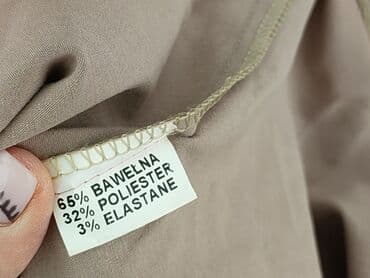 65% BAWEŁNA
32% POLIESTER
3% ELASTANE